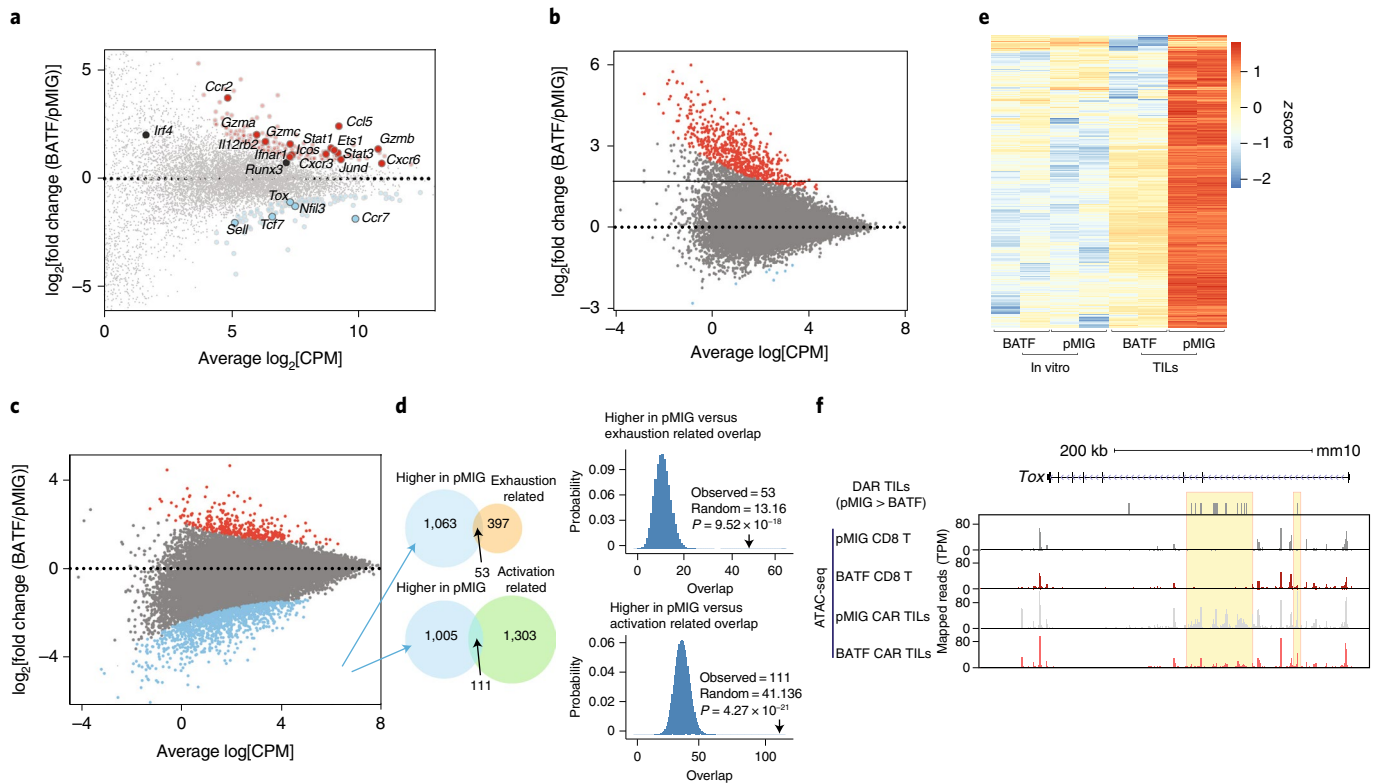 a
log2[fold change (BATF/pMIG)]
5
0
−5
Ccr2
Irf4
Gzma
Gzmc
Il12rb2
Ifnar1
Runx3
Stat1
Icos
Cxcr3
Ccl5
Ets1
Stat3
Jund
Gzmb
Cxcr6
Tox
Nfil3
Sell
Tcf7
Ccr7
0
5
10
Average log2[CPM]
b
log2[fold change (BATF/pMIG)]
6
3
0
−3
−4
0
4
8
Average log[CPM]
e
1
0
−1
−2
z score
BATF
pMIG
BATF
pMIG
In vitro
TILs
c
log2[fold change (BATF/pMIG)]
4
0
−4
−4
0
4
8
Average log[CPM]
d
Higher in pMIG
Exhaustion
related
1,063
397
53
Higher in pMIG
Activation
related
1,005
1,303
111
Higher in pMIG versus
exhaustion related overlap
Probability
0.09
0.06
0.03
0
Observed = 53
Random = 13.16
P = 9.52 × 10−18
0
20
40
60
Overlap
Higher in pMIG versus
activation related overlap
Probability
0.06
0.04
0.02
0
Observed = 111
Random = 41.136
P = 4.27 × 10−21
0
50
100
Overlap
f
200 kb
mm10
Tox
DAR TILs
(pMIG > BATF)
ATAC-seq
pMIG CD8 T
BATF CD8 T
pMIG CAR TILs
BATF CAR TILs
Mapped reads (TPM)
80
0
80
0
80
0
80
0